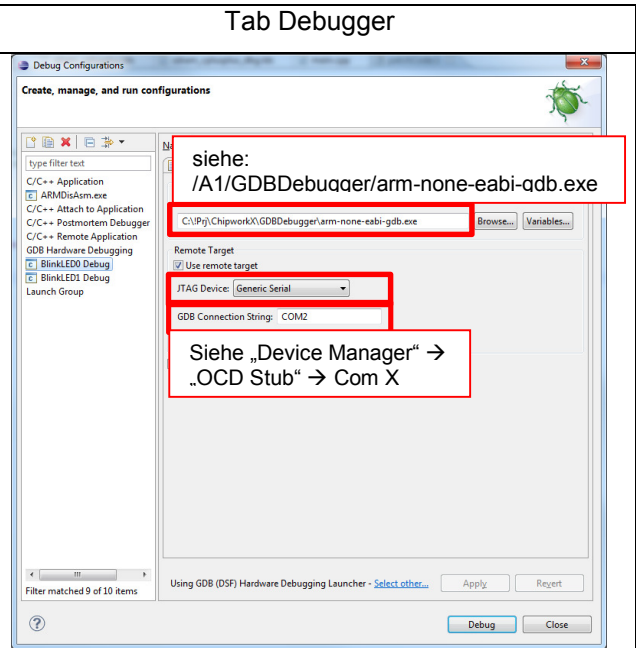 Tab Debugger
Debug Configurations
Create, manage, and run configurations
type filter text
C/C++ Application
ARMDisAsm.exe
C/C++ Attach to Application
C/C++ Postmortem Debugger
C/C++ Remote Application
GDB Hardware Debugging
BlinkLED0 Debug
BlinkLED1 Debug
Launch Group
Filter matched 9 of 10 items
siehe:
/A1/GDBDebugger/arm-none-eabi-gdb.exe
C:\!Prj\ChipworkX\GDBDebugger\arm-none-eabi-gdb.exe Browse... Variables...
Remote Target
Use remote target
JTAG Device: Generic Serial
GDB Connection String: COM2
Siehe „Device Manager“ →
„OCD Stub“ → Com X
Using GDB (DSF) Hardware Debugging Launcher - Select other... Apply Revert
Debug Close